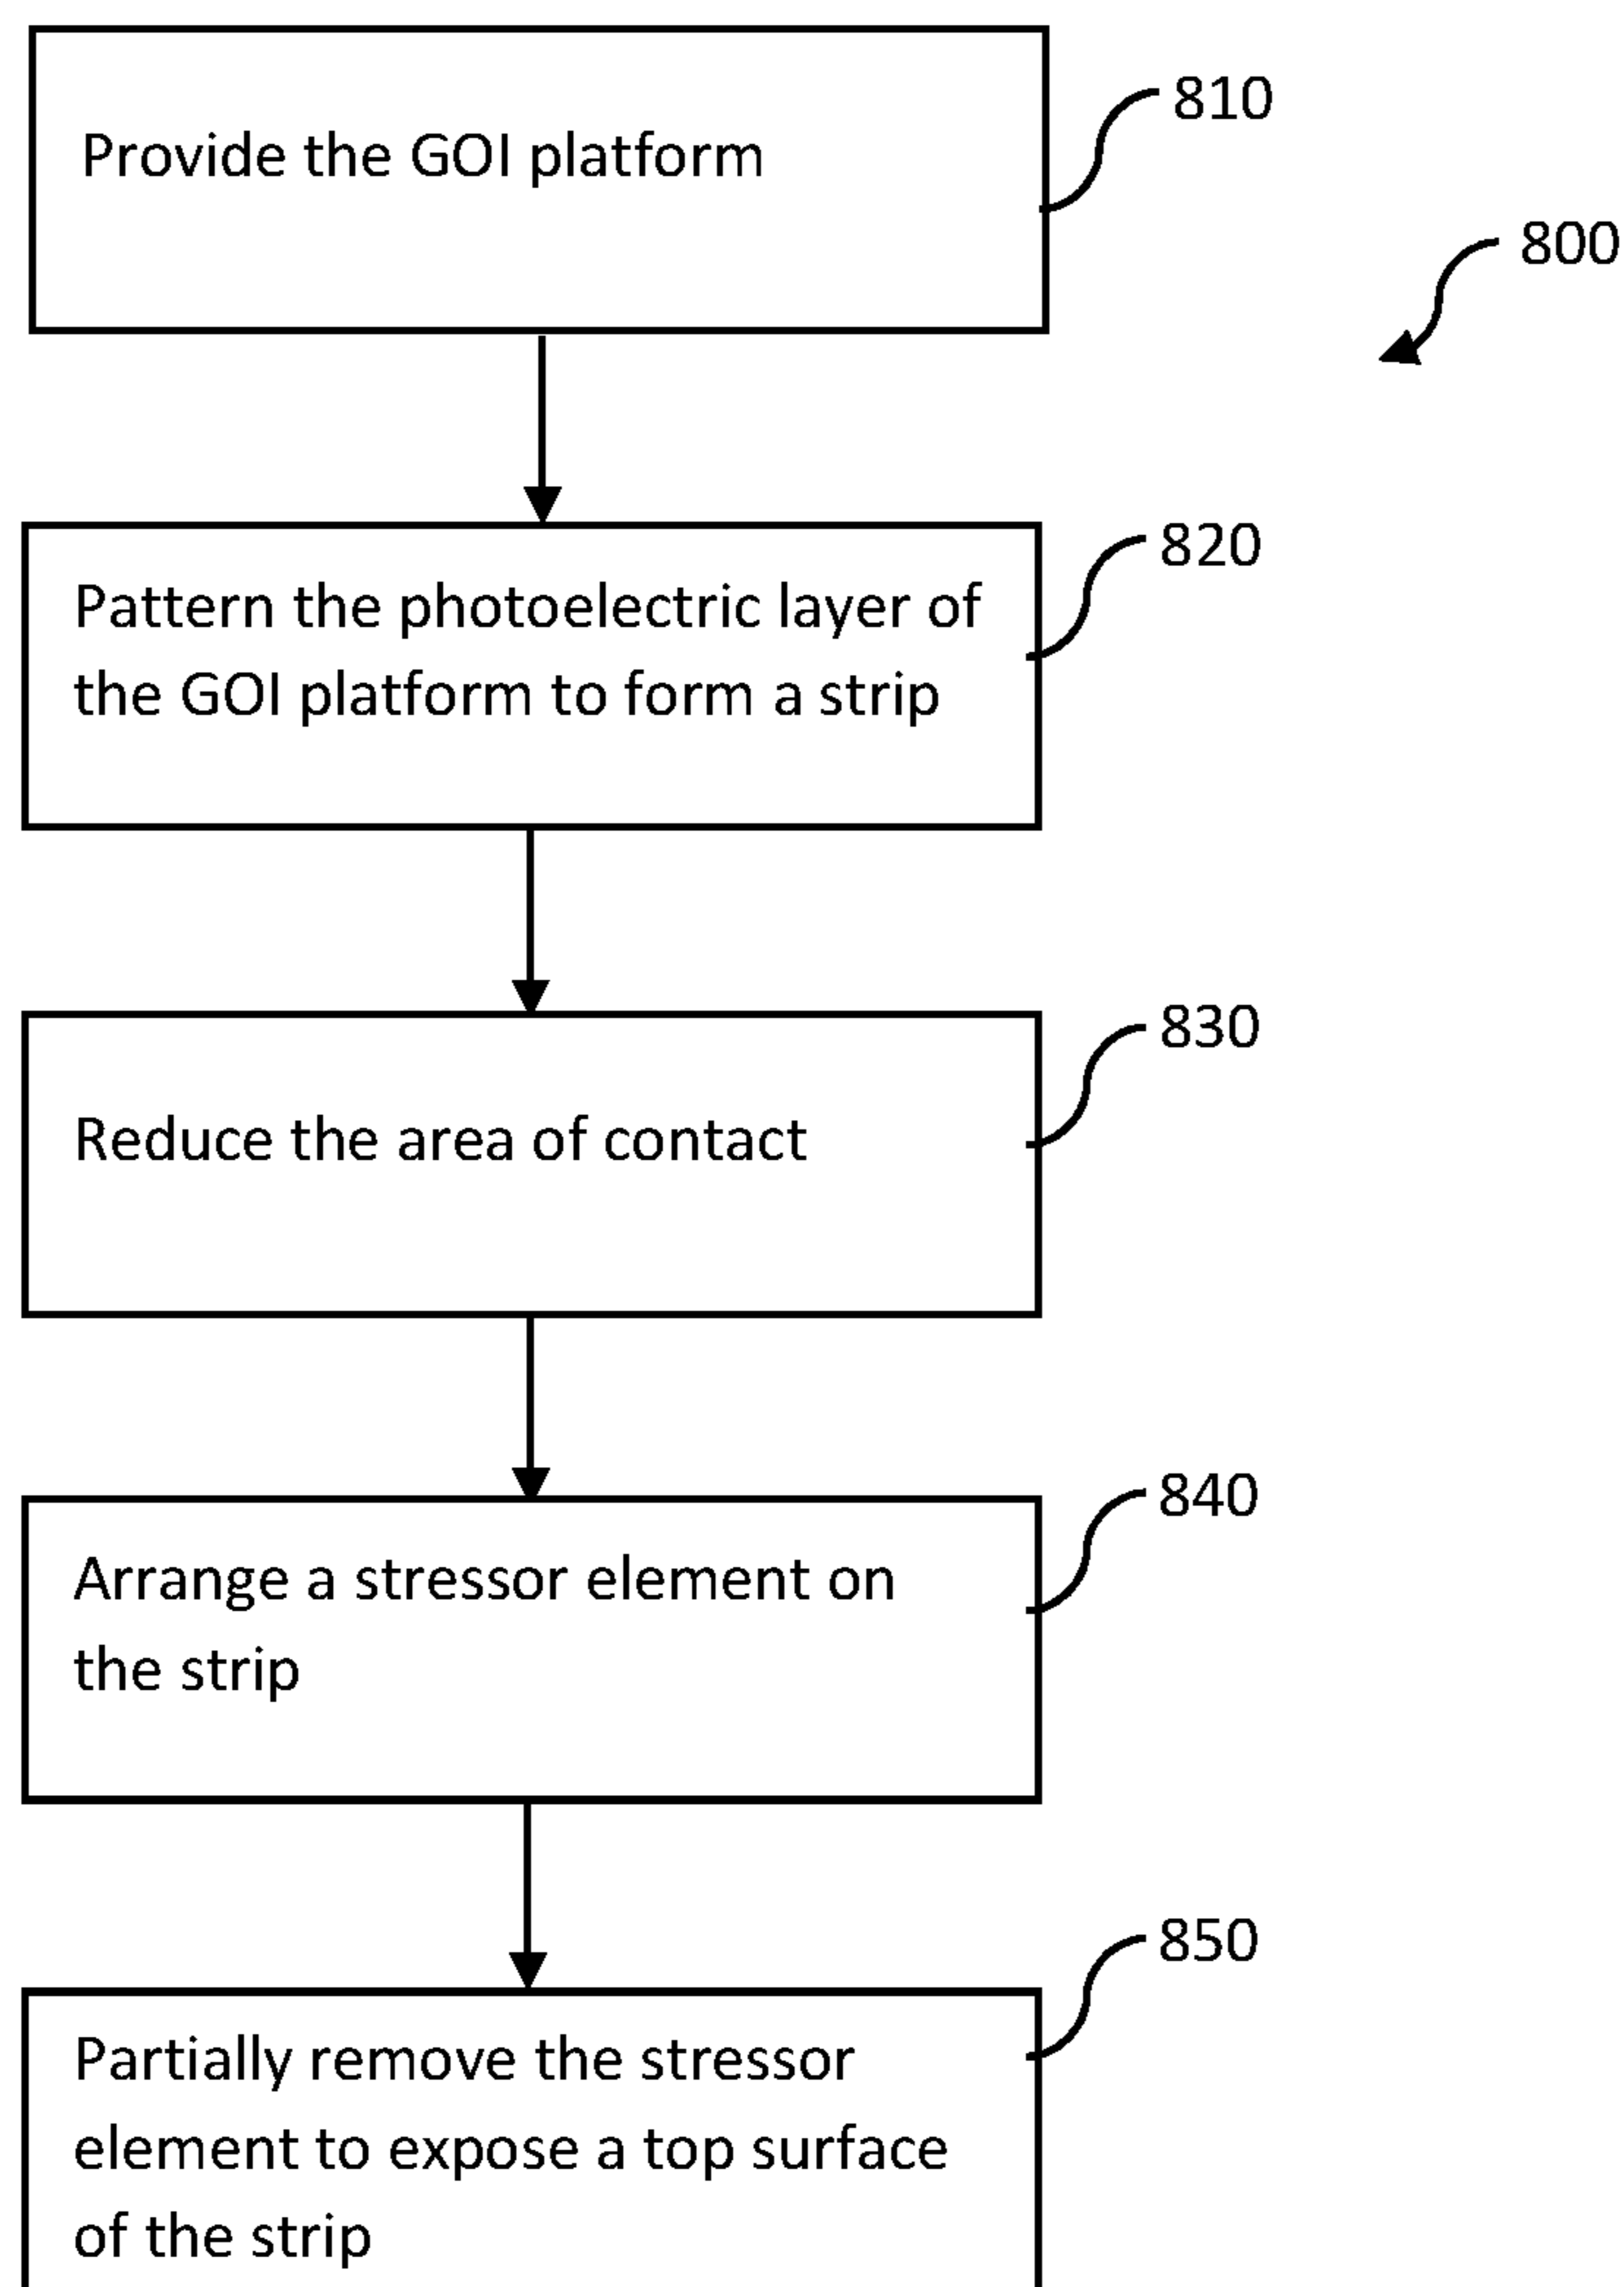 Provide the GOI platform
810
800
Pattern the photoelectric layer of
the GOI platform to form a strip
820
Reduce the area of contact
830
Arrange a stressor element on
the strip
840
Partially remove the stressor
element to expose a top surface
of the strip
850